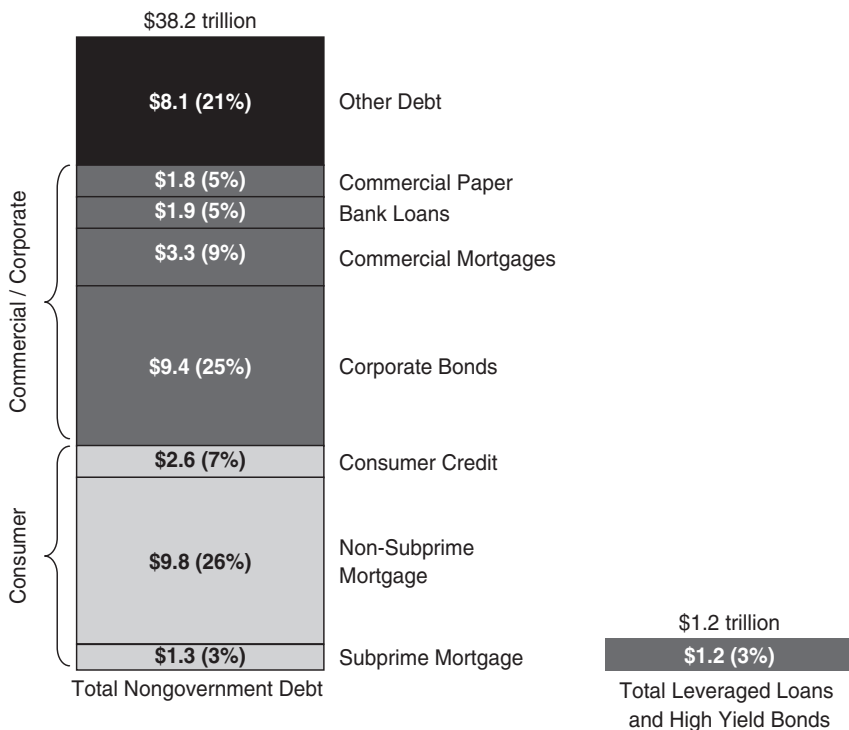 $38.2 trillion
$8.1 (21%)
Other Debt
Commercial / Corporate
$1.8 (5%)
Commercial Paper
$1.9 (5%)
Bank Loans
$3.3 (9%)
Commercial Mortgages
$9.4 (25%)
Corporate Bonds
Consumer
$2.6 (7%)
Consumer Credit
$9.8 (26%)
Non-Subprime
Mortgage
$1.3 (3%)
Subprime Mortgage
Total Nongovernment Debt
$1.2 trillion
$1.2 (3%)
Total Leveraged Loans
and High Yield Bonds